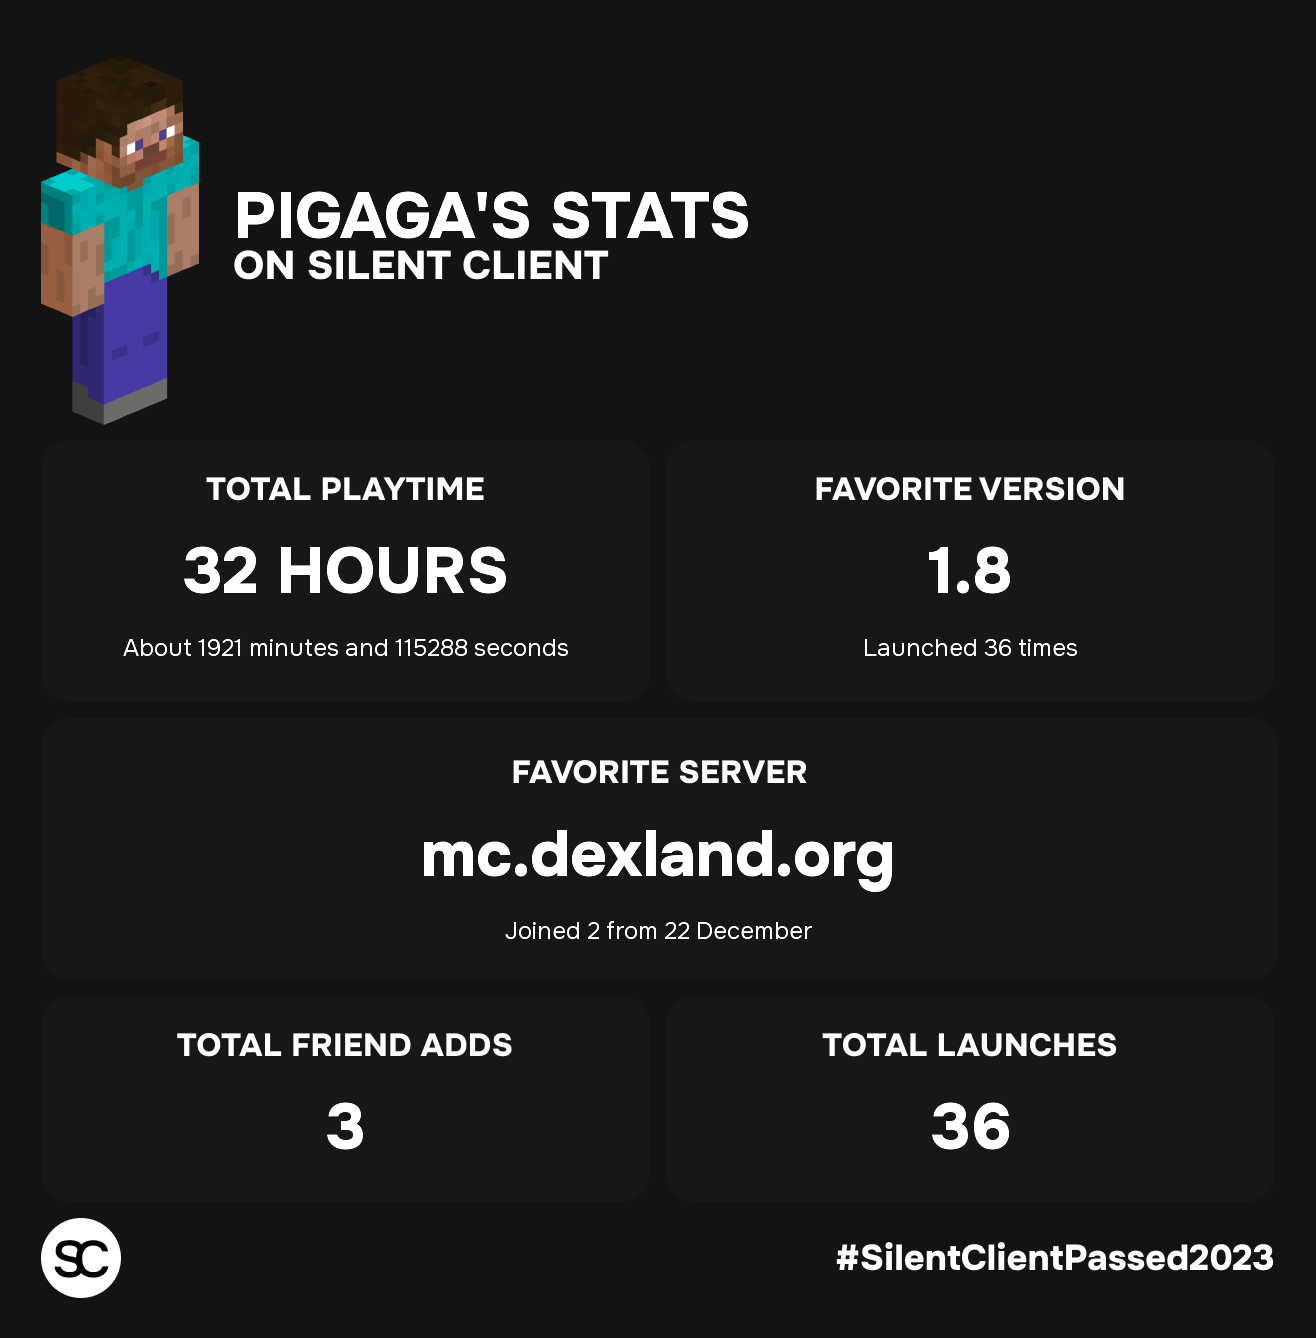 PIGAGA'S STATS
ON SILENT CLIENT
TOTAL PLAYTIME
32 HOURS
About 1921 minutes and 115288 seconds
FAVORITE VERSION
1.8
Launched 36 times
FAVORITE SERVER
mc.dexland.org
Joined 2 from 22 December
TOTAL FRIEND ADDS
3
TOTAL LAUNCHES
36
SC
#SilentClientPassed2023